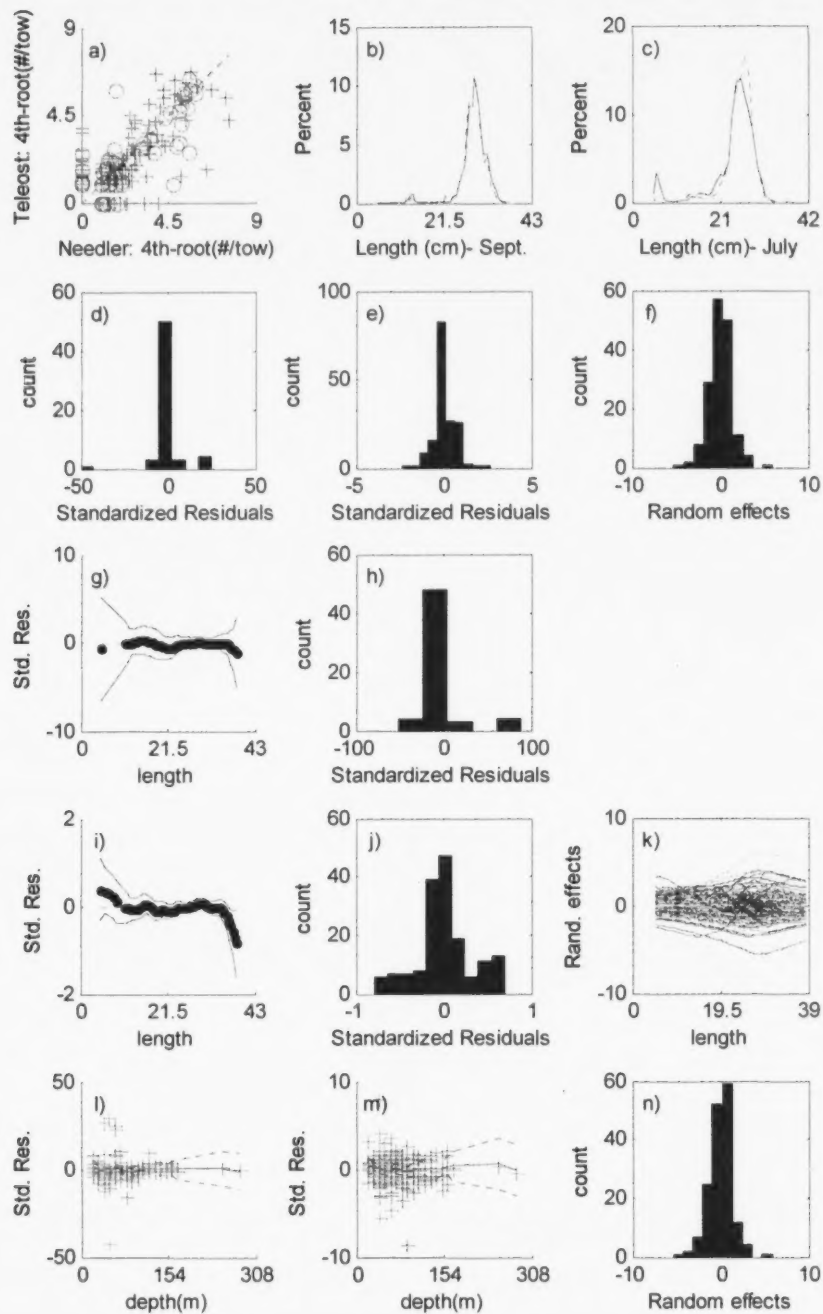 a)
Teleost: 4th-root(#/tow)
9
4.5
0
0 4.5 9
Needler: 4th-root(#/tow)
b)
Percent
15
10
5
0
0 21.5 43
Length (cm)- Sept.
c)
Percent
20
10
0
0 21 42
Length (cm)- July
d)
count
60
40
20
0
-50 0 50
Standardized Residuals
e)
count
100
50
0
-5 0 5
Standardized Residuals
f)
count
60
40
20
0
-10 0 10
Random effects
g)
Std. Res.
10
0
-10
0 21.5 43
length
h)
count
60
40
20
0
-100 0 100
Standardized Residuals
i)
Std. Res.
2
0
-2
0 21.5 43
length
j)
count
60
40
20
0
-1 0 1
Standardized Residuals
k)
Rand. effects
10
0
-10
0 19.5 39
length
l)
Std. Res.
50
0
-50
0 154 308
depth(m)
m)
Std. Res.
10
0
-10
0 154 308
depth(m)
n)
count
60
40
20
0
-10 0 10
Random effects